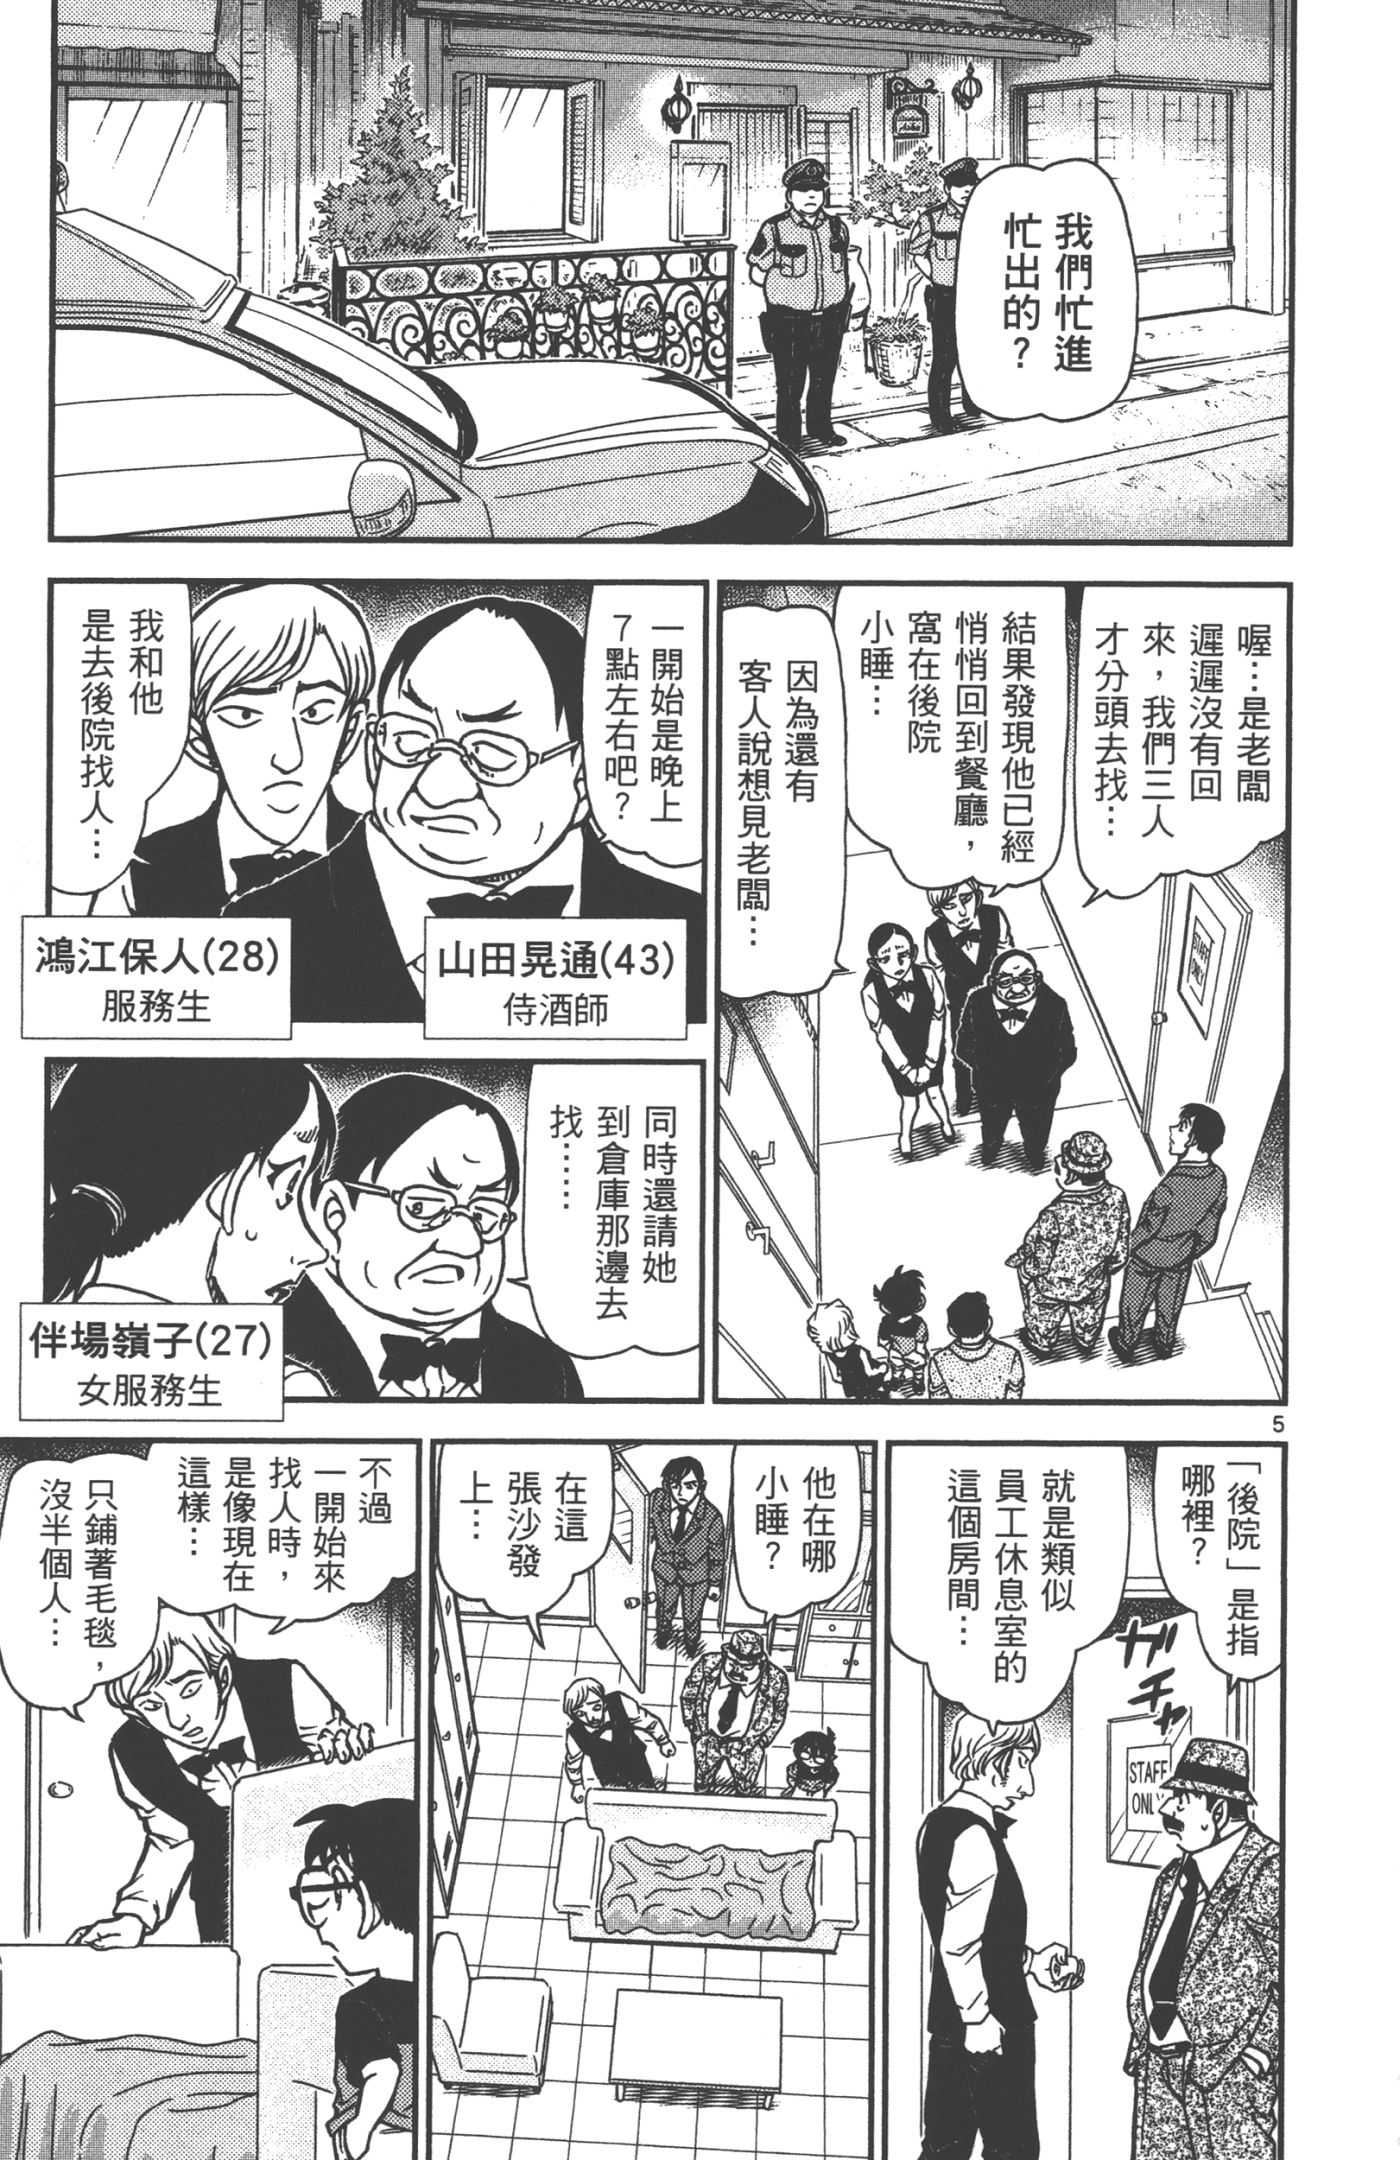 我們忙進
忙出的？
喔…是老闆
遲遲沒有回
來，我們三人
才分頭去找…
結果發現他已經
悄悄回到餐廳，
窩在後院
小睡…
因為還有
客人說想見老闆…
STAFF
ONLY
一開始是晚上
7點左右吧？
我和他
是去後院找人…
山田晃通(43)
侍酒師
鴻江保人(28)
服務生
同時還請她
到倉庫那邊去
找……
伴場嶺子(27)
女服務生
5
「後院」是指
哪裡？
就是類似
員工休息室的
這個房間…
ガチャ
STAFF
ONLY
他在哪
小睡？
在這
張沙發
上…
不過
一開始來
找人時，
是像現在
這樣…
只鋪著毛毯，
沒半個人…